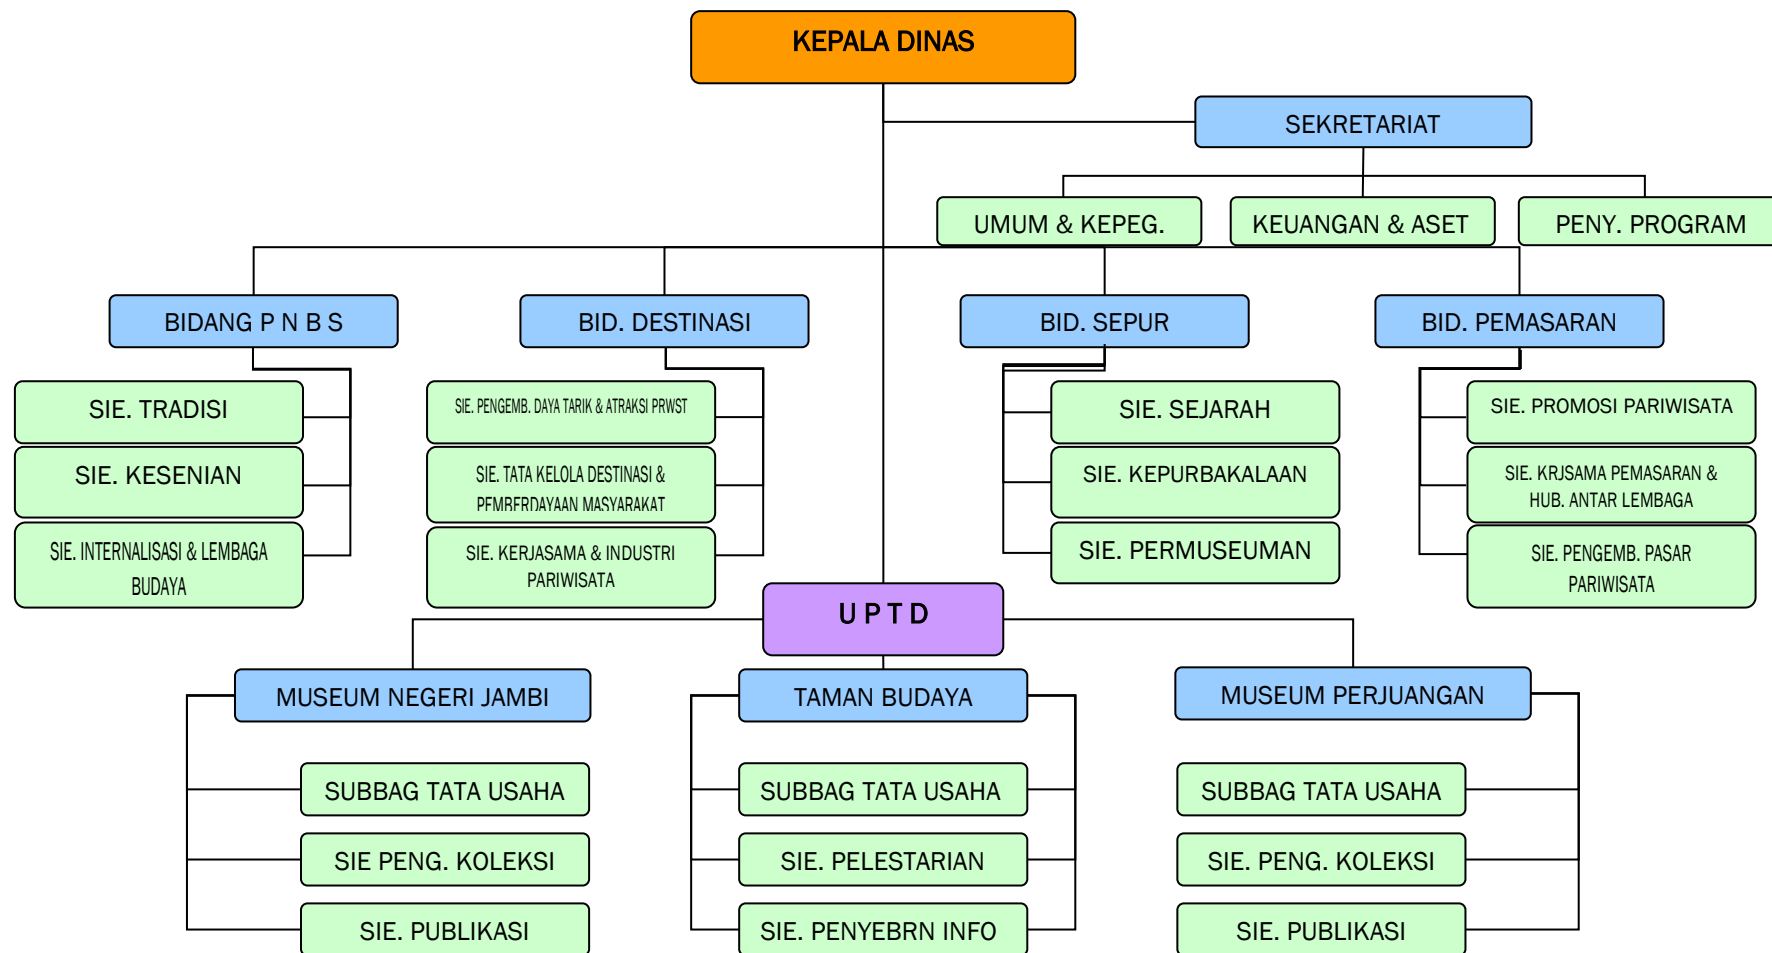 KEPALA DINAS
SEKRETARIAT
UMUM & KEPEG.
KEUANGAN & ASET
PENY. PROGRAM
BIDANG P N B S
BID. DESTINASI
BID. SEPUR
BID. PEMASARAN
SIE. TRADISI
SIE. KESENIAN
SIE. INTERNALISASI & LEMBAGA
BUDAYA
SIE. PENGEMB. DAYA TARIK & ATRAKSI PRWST
SIE. TATA KELOLA DESTINASI &
PEMBERDAYAAN MASYARAKAT
SIE. KERJASAMA & INDUSTRI
PARIWISATA
SIE. SEJARAH
SIE. KEPURBAKALAAN
SIE. PERMUSEUMAN
SIE. PROMOSI PARIWISATA
SIE. KRJSAMA PEMASARAN &
HUB. ANTAR LEMBAGA
SIE. PENGEMB. PASAR
PARIWISATA
U P T D
MUSEUM NEGERI JAMBI
TAMAN BUDAYA
MUSEUM PERJUANGAN
SUBBAG TATA USAHA
SIE PENG. KOLEKSI
SIE. PUBLIKASI
SUBBAG TATA USAHA
SIE. PELESTARIAN
SIE. PENYEBRN INFO
SUBBAG TATA USAHA
SIE. PENG. KOLEKSI
SIE. PUBLIKASI